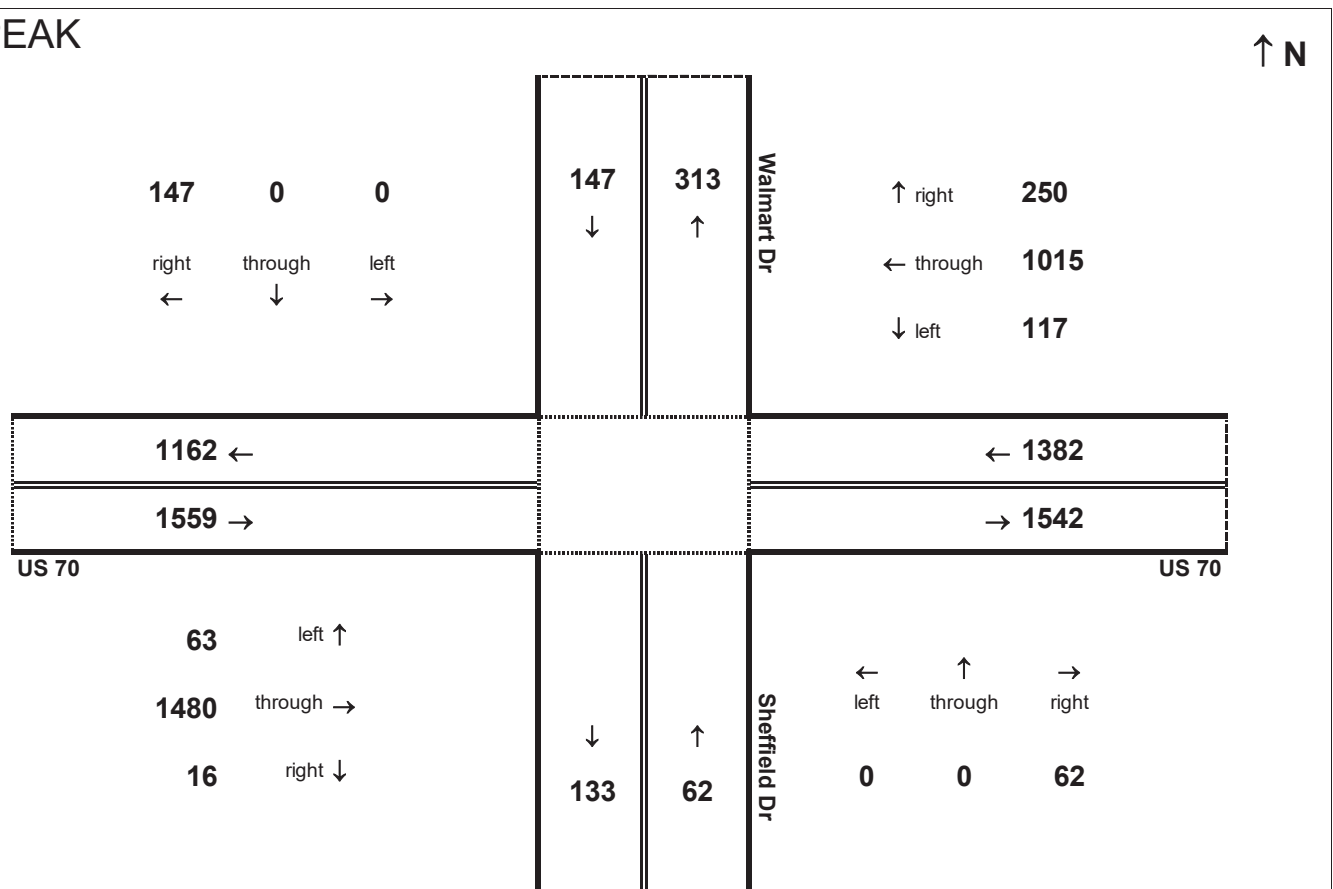 EAK
↑ N
147 0 0
right through left
← ↓ →
147 313
↓ ↑
Walmart Dr
↑ right 250
← through 1015
↓ left 117
1162 ←
← 1382
1559 →
→ 1542
US 70
US 70
63 left ↑
1480 through →
16 right ↓
↓ ↑
133 62
Sheffield Dr
← ↑ →
left through right
0 0 62